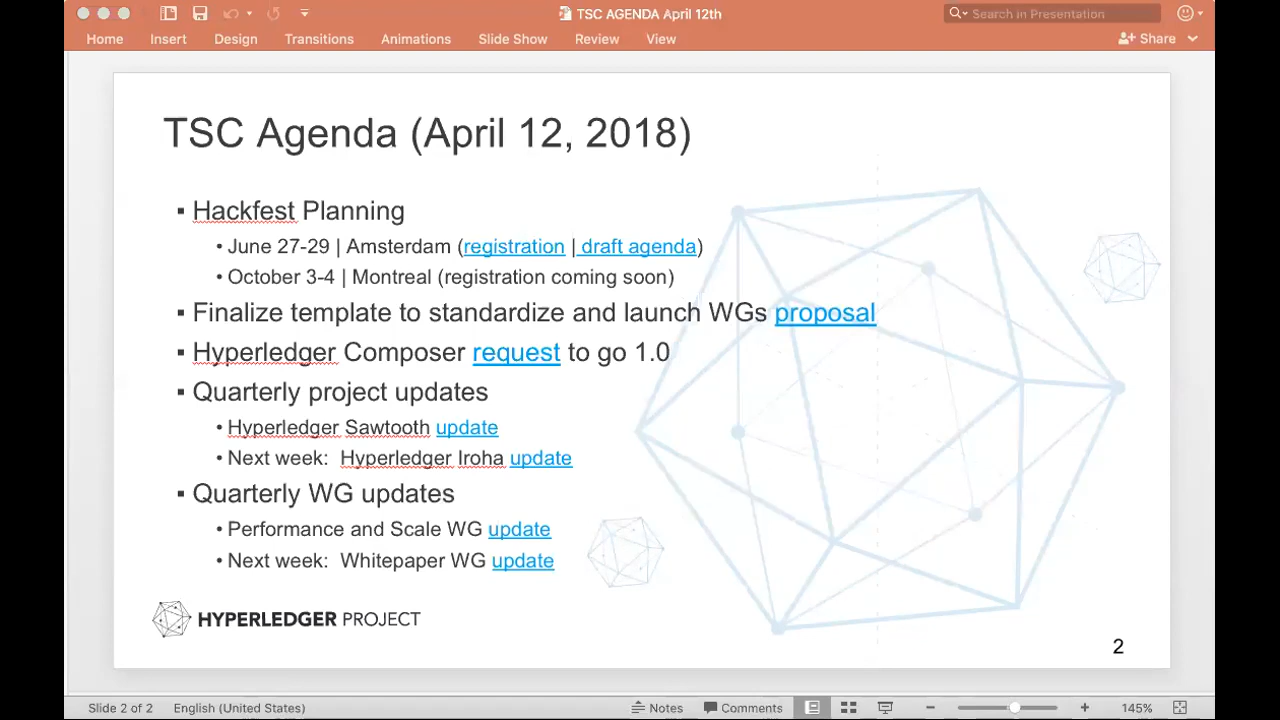 TSC AGENDA April 12th
Search in Presentation
Home Insert Design Transitions Animations Slide Show Review View Share
TSC Agenda (April 12, 2018)
▪ Hackfest Planning
• June 27-29 | Amsterdam (registration | draft agenda)
• October 3-4 | Montreal (registration coming soon)
▪ Finalize template to standardize and launch WGs proposal
▪ Hyperledger Composer request to go 1.0
▪ Quarterly project updates
• Hyperledger Sawtooth update
• Next week: Hyperledger Iroha update
▪ Quarterly WG updates
• Performance and Scale WG update
• Next week: Whitepaper WG update
HYPERLEDGER PROJECT
2
Slide 2 of 2 English (United States) Notes Comments 145%